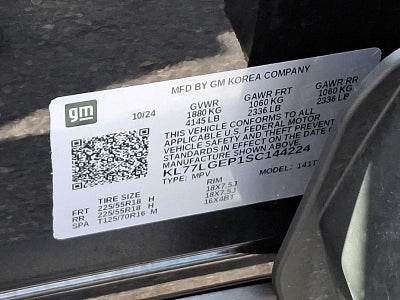 gm
MFD BY GM KOREA COMPANY
10/24 GVWR GAWR FRT GAWR RR
1880 KG 1060 KG 1060 KG
4145 LB 2336 LB 2336 LB
THIS VEHICLE CONFORMS TO ALL
APPLICABLE U.S. FEDERAL MOTOR
VEHICLE SAFETY AND THEFT PREVENT
STANDARDS IN EFFECT ON THE DATE O
MANUFACTURE SHOWN ABOVE
KL77LGEP1SC144224
TYPE: MPV MODEL: 141T
TIRE SIZE RIM
FRT 225/55R18 H 18X7.5J
RR 225/55R18 H 18X7.5J
SPA T125/70R16 M 16X4BT